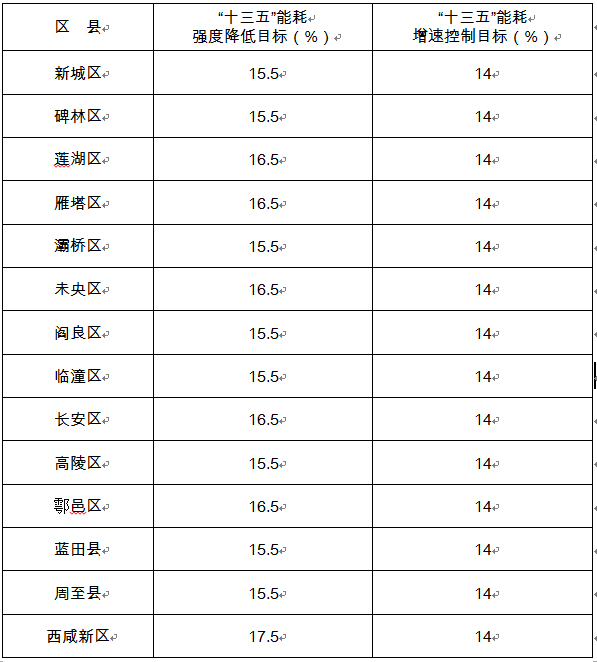 区 县 “十三五”能耗强度降低目标（%） “十三五”能耗增速控制目标（%）
新城区 15.5 14
碑林区 15.5 14
莲湖区 16.5 14
雁塔区 16.5 14
灞桥区 15.5 14
未央区 16.5 14
阎良区 15.5 14
临潼区 15.5 14
长安区 16.5 14
高陵区 15.5 14
鄠邑区 16.5 14
蓝田县 15.5 14
周至县 15.5 14
西咸新区 17.5 14